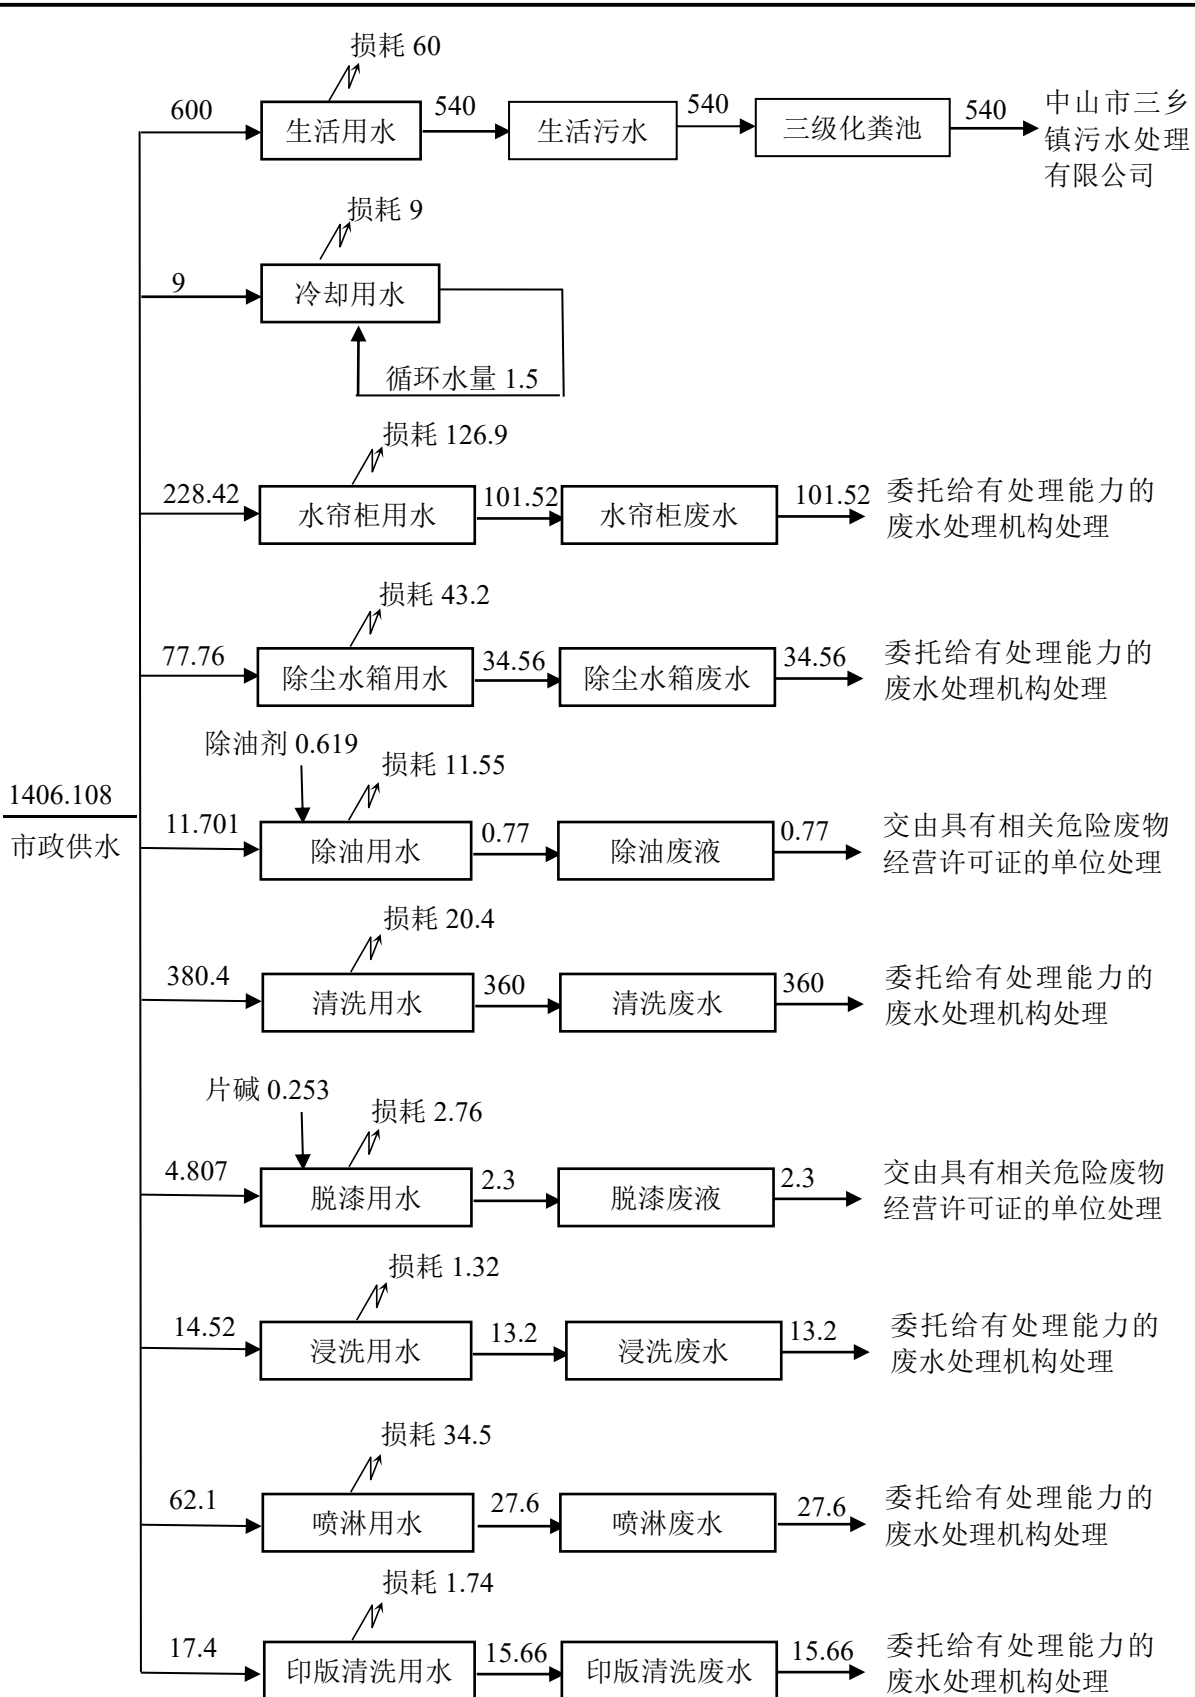 损耗 60
600
生活用水
540
生活污水
540
三级化粪池
540
中山市三乡
镇污水处理
有限公司
损耗 9
9
冷却用水
循环水量 1.5
损耗 126.9
228.42
水帘柜用水
101.52
水帘柜废水
101.52
委托给有处理能力的
废水处理机构处理
损耗 43.2
77.76
除尘水箱用水
34.56
除尘水箱废水
34.56
委托给有处理能力的
废水处理机构处理
1406.108
市政供水
除油剂 0.619
损耗 11.55
11.701
除油用水
0.77
除油废液
0.77
交由具有相关危险废物
经营许可证的单位处理
损耗 20.4
380.4
清洗用水
360
清洗废水
360
委托给有处理能力的
废水处理机构处理
片碱 0.253
损耗 2.76
4.807
脱漆用水
2.3
脱漆废液
2.3
交由具有相关危险废物
经营许可证的单位处理
损耗 1.32
14.52
浸洗用水
13.2
浸洗废水
13.2
委托给有处理能力的
废水处理机构处理
损耗 34.5
62.1
喷淋用水
27.6
喷淋废水
27.6
委托给有处理能力的
废水处理机构处理
损耗 1.74
17.4
印版清洗用水
15.66
印版清洗废水
15.66
委托给有处理能力的
废水处理机构处理